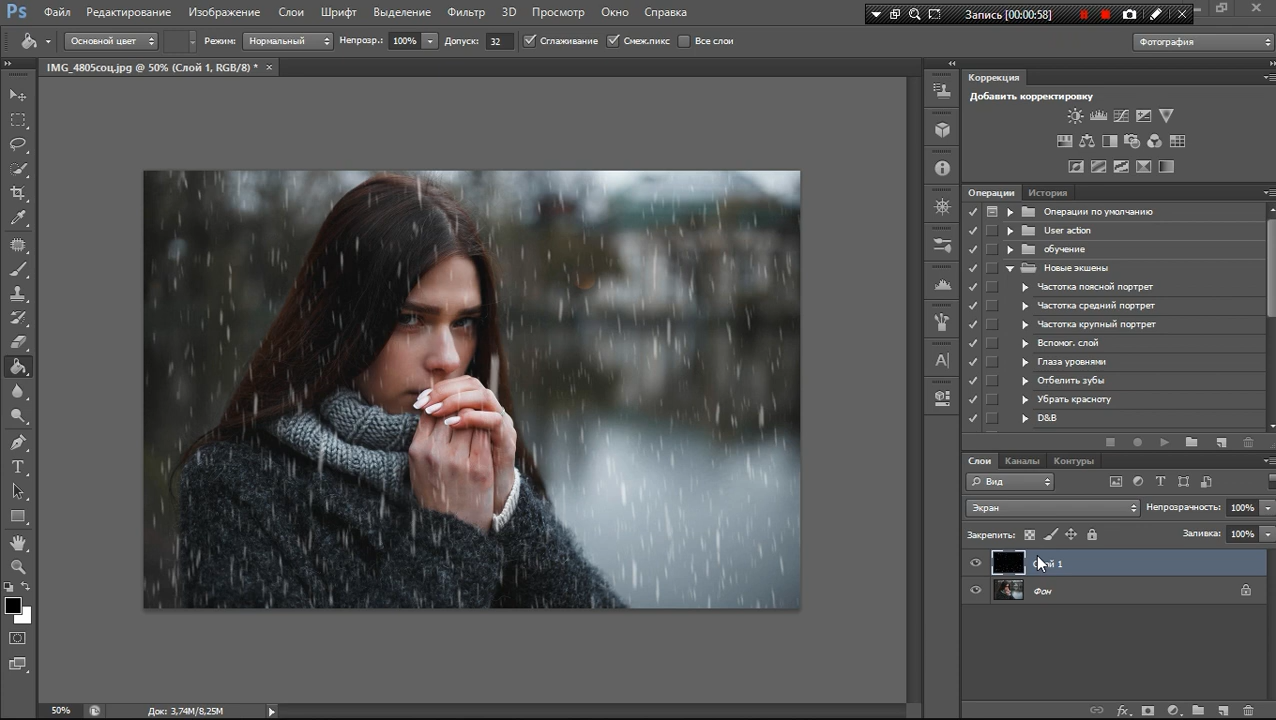 Ps Файл Редактирование Изображение Слои Шрифт Выделение Фильтр 3D Просмотр Окно Справка
Запись [00:00:58]
Основной цвет Режим: Нормальный Непрозр.: 100% Допуск: 32 Сглаживание Смеж.пикс Все слои Фотография
IMG_4805соц.jpg @ 50% (Слой 1, RGB/8) * ×
Коррекция
Добавить корректировку
Операции История
Операции по умолчанию
User action
обучение
Новые экшены
Частотка поясной портрет
Частотка средний портрет
Частотка крупный портрет
Вспомог. слой
Глаза уровнями
Отбелить зубы
Убрать красноту
D&B
Слои Каналы Контуры
Вид
Экран Непрозрачность: 100%
Закрепить: Заливка: 100%
Слой 1
Фон
50% Док: 3,74M/8,25M